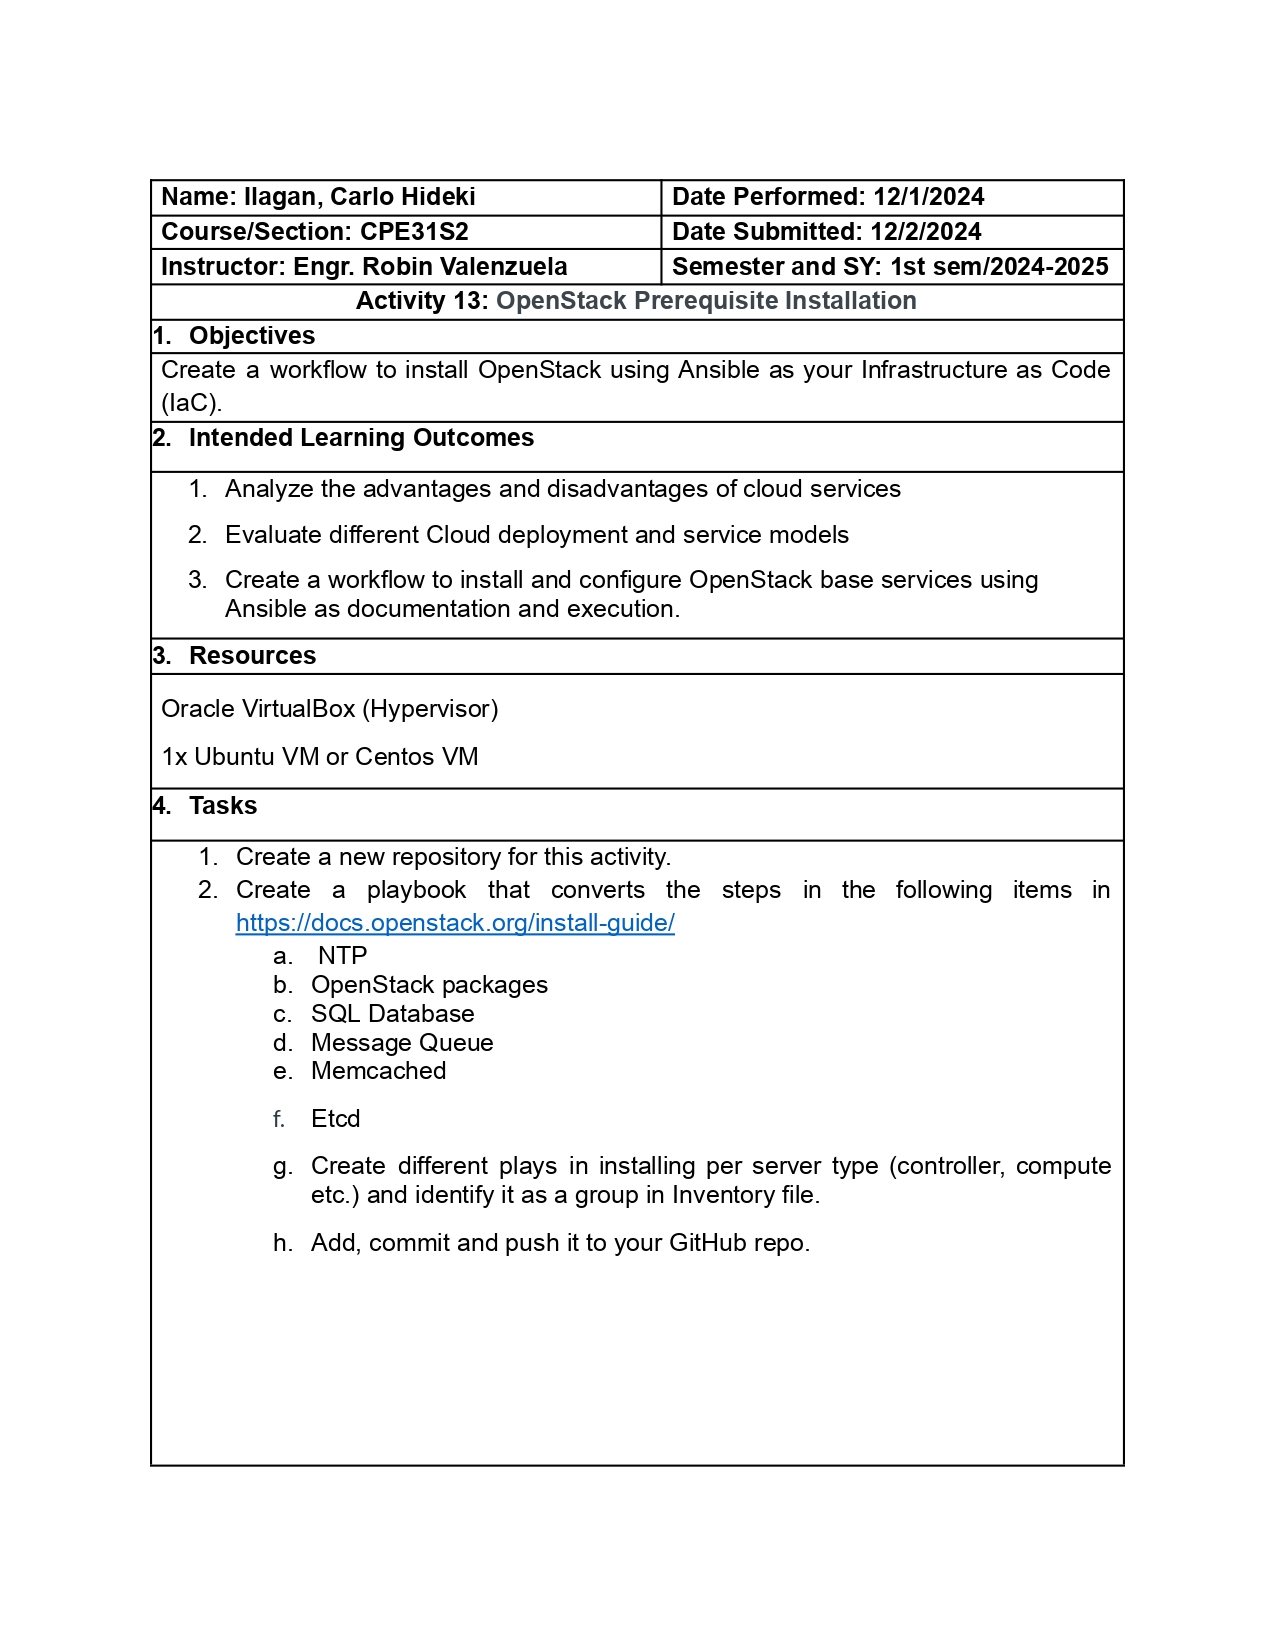 Name: Ilagan, Carlo Hideki
Date Performed: 12/1/2024
Course/Section: CPE31S2
Date Submitted: 12/2/2024
Instructor: Engr. Robin Valenzuela
Semester and SY: 1st sem/2024-2025
Activity 13: OpenStack Prerequisite Installation
1. Objectives
Create a workflow to install OpenStack using Ansible as your Infrastructure as Code
(IaC).
2. Intended Learning Outcomes
1. Analyze the advantages and disadvantages of cloud services
2. Evaluate different Cloud deployment and service models
3. Create a workflow to install and configure OpenStack base services using
Ansible as documentation and execution.
3. Resources
Oracle VirtualBox (Hypervisor)
1x Ubuntu VM or Centos VM
4. Tasks
1. Create a new repository for this activity.
2. Create a playbook that converts the steps in the following items in
https://docs.openstack.org/install-guide/
a. NTP
b. OpenStack packages
c. SQL Database
d. Message Queue
e. Memcached
f. Etcd
g. Create different plays in installing per server type (controller, compute
etc.) and identify it as a group in Inventory file.
h. Add, commit and push it to your GitHub repo.